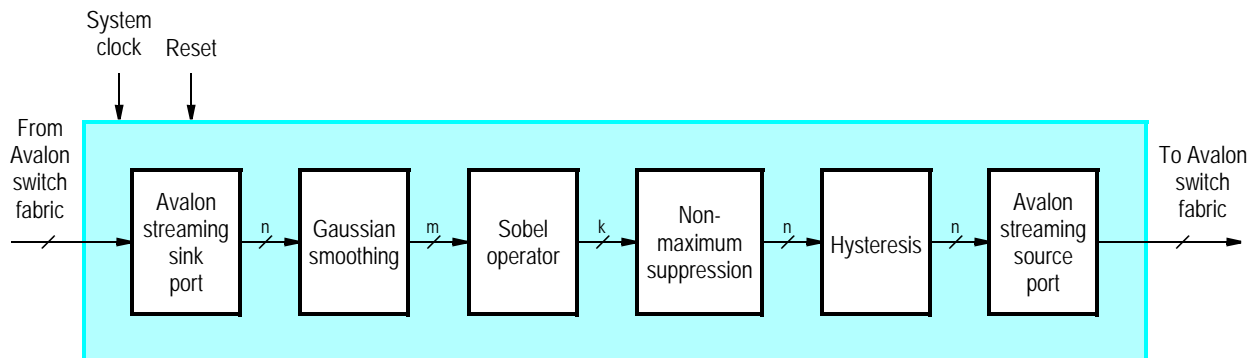 System
clock
Reset
From
Avalon
switch
fabric
Avalon
streaming
sink
port
n
Gaussian
smoothing
m
Sobel
operator
k
Non-
maximum
suppression
n
Hysteresis
n
Avalon
streaming
source
port
To Avalon
switch
fabric